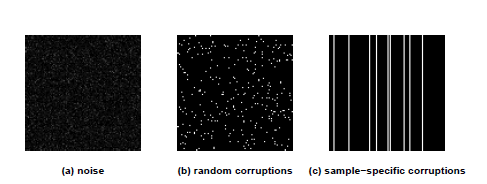 (a) noise
(b) random corruptions
(c) sample−specific corruptions